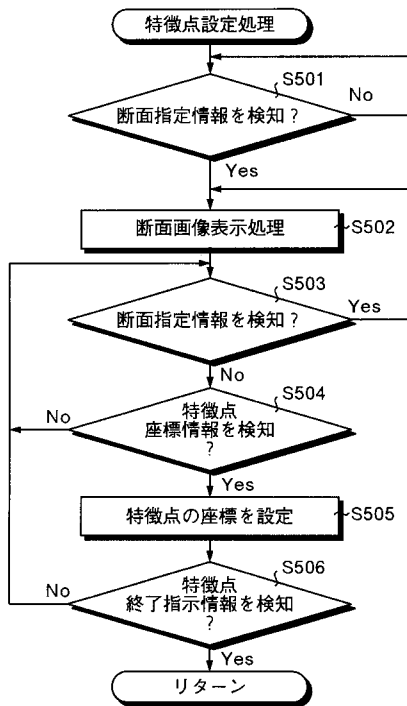 特徴点設定処理
S501
断面指定情報を検知？
No
Yes
断面画像表示処理
S502
S503
断面指定情報を検知？
Yes
No
S504
特徴点
座標情報を検知
？
No
Yes
特徴点の座標を設定
S505
S506
特徴点
終了指示情報を検知
？
No
Yes
リターン